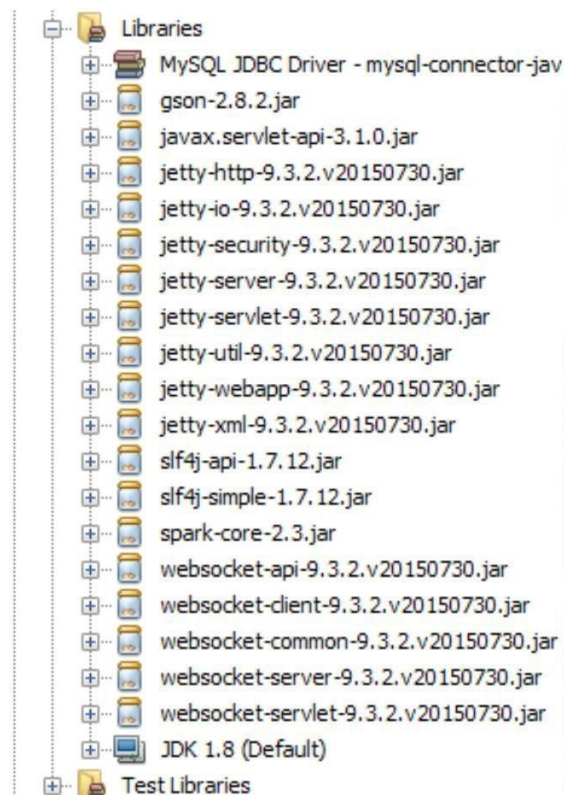 Libraries
MySQL JDBC Driver - mysql-connector-jav
gson-2.8.2.jar
javax.servlet-api-3.1.0.jar
jetty-http-9.3.2.v20150730.jar
jetty-io-9.3.2.v20150730.jar
jetty-security-9.3.2.v20150730.jar
jetty-server-9.3.2.v20150730.jar
jetty-servlet-9.3.2.v20150730.jar
jetty-util-9.3.2.v20150730.jar
jetty-webapp-9.3.2.v20150730.jar
jetty-xml-9.3.2.v20150730.jar
slf4j-api-1.7.12.jar
slf4j-simple-1.7.12.jar
spark-core-2.3.jar
websocket-api-9.3.2.v20150730.jar
websocket-client-9.3.2.v20150730.jar
websocket-common-9.3.2.v20150730.jar
websocket-server-9.3.2.v20150730.jar
websocket-servlet-9.3.2.v20150730.jar
JDK 1.8 (Default)
Test Libraries